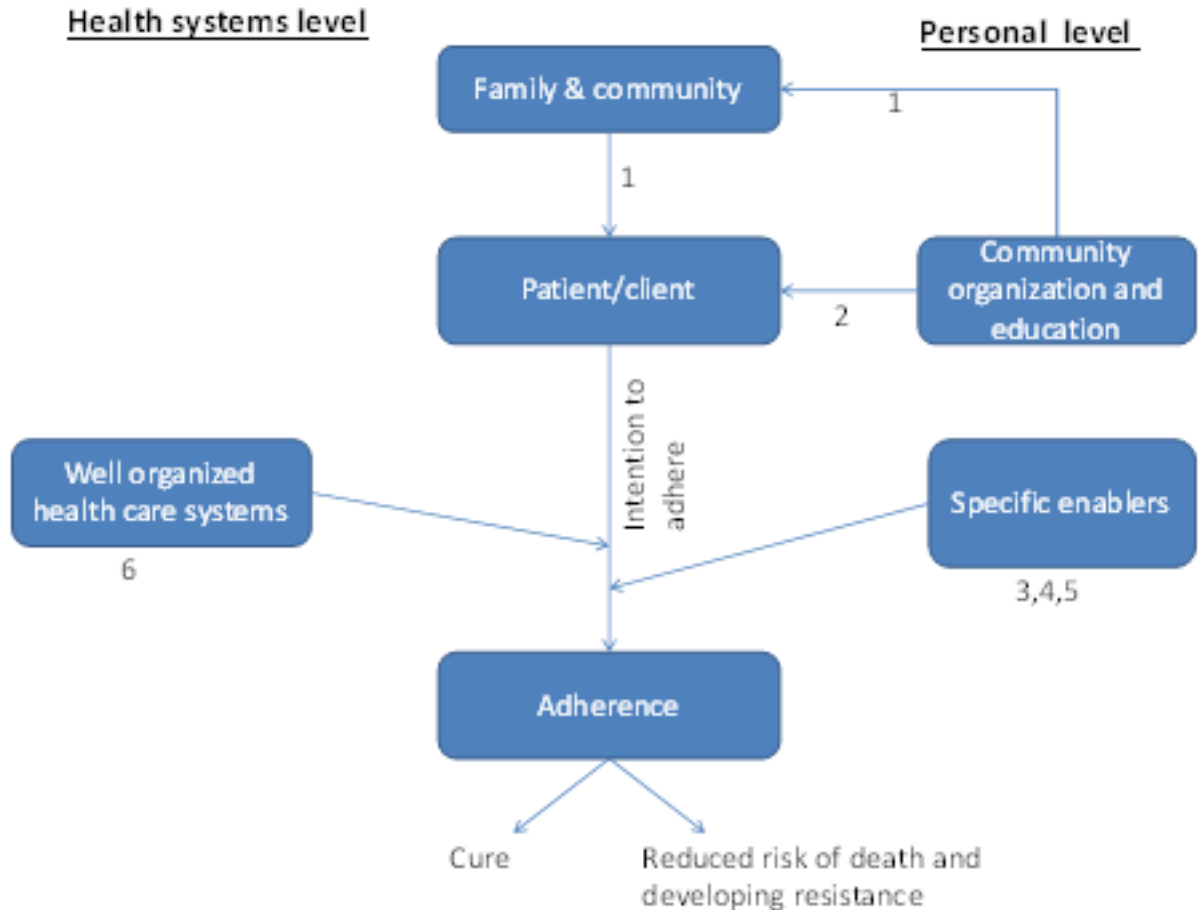 Health systems level
Personal level
Family & community
1
1
Patient/client
2
Community
organization and
education
Intention to
adhere
Well organized
health care systems
6
Specific enablers
3,4,5
Adherence
Cure
Reduced risk of death and
developing resistance